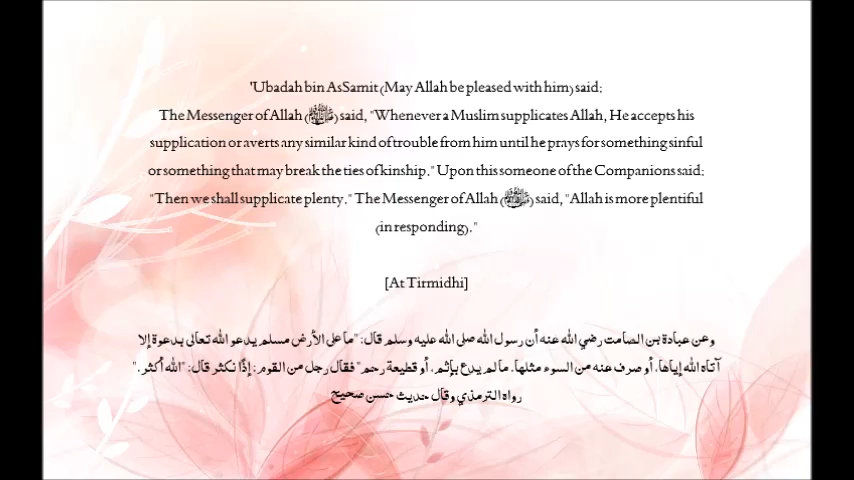 'Ubadah bin AsSamit (May Allah be pleased with him) said:
The Messenger of Allah (ﷺ) said, "Whenever a Muslim supplicates Allah, He accepts his
supplication or averts any similar kind of trouble from him until he prays for something sinful
or something that may break the ties of kinship." Upon this someone of the Companions said:
"Then we shall supplicate plenty." The Messenger of Allah (ﷺ) said, "Allah is more plentiful
(in responding)."
[At Tirmidhi]
وعن عبادة بن الصامت رضي الله عنه أن رسول الله صلى الله عليه وسلم قال: "ما على الأرض مسلم يدعو الله تعالى بدعوة إلا
آتاه الله إياها، أو صرف عنه من السوء مثلها. ما لم يدع بإثم، أو قطيعة رحم" فقال رجل من القوم: إذًا نكثر قال: "الله أكثر."
رواه الترمذي وقال حديث حسن صحيح